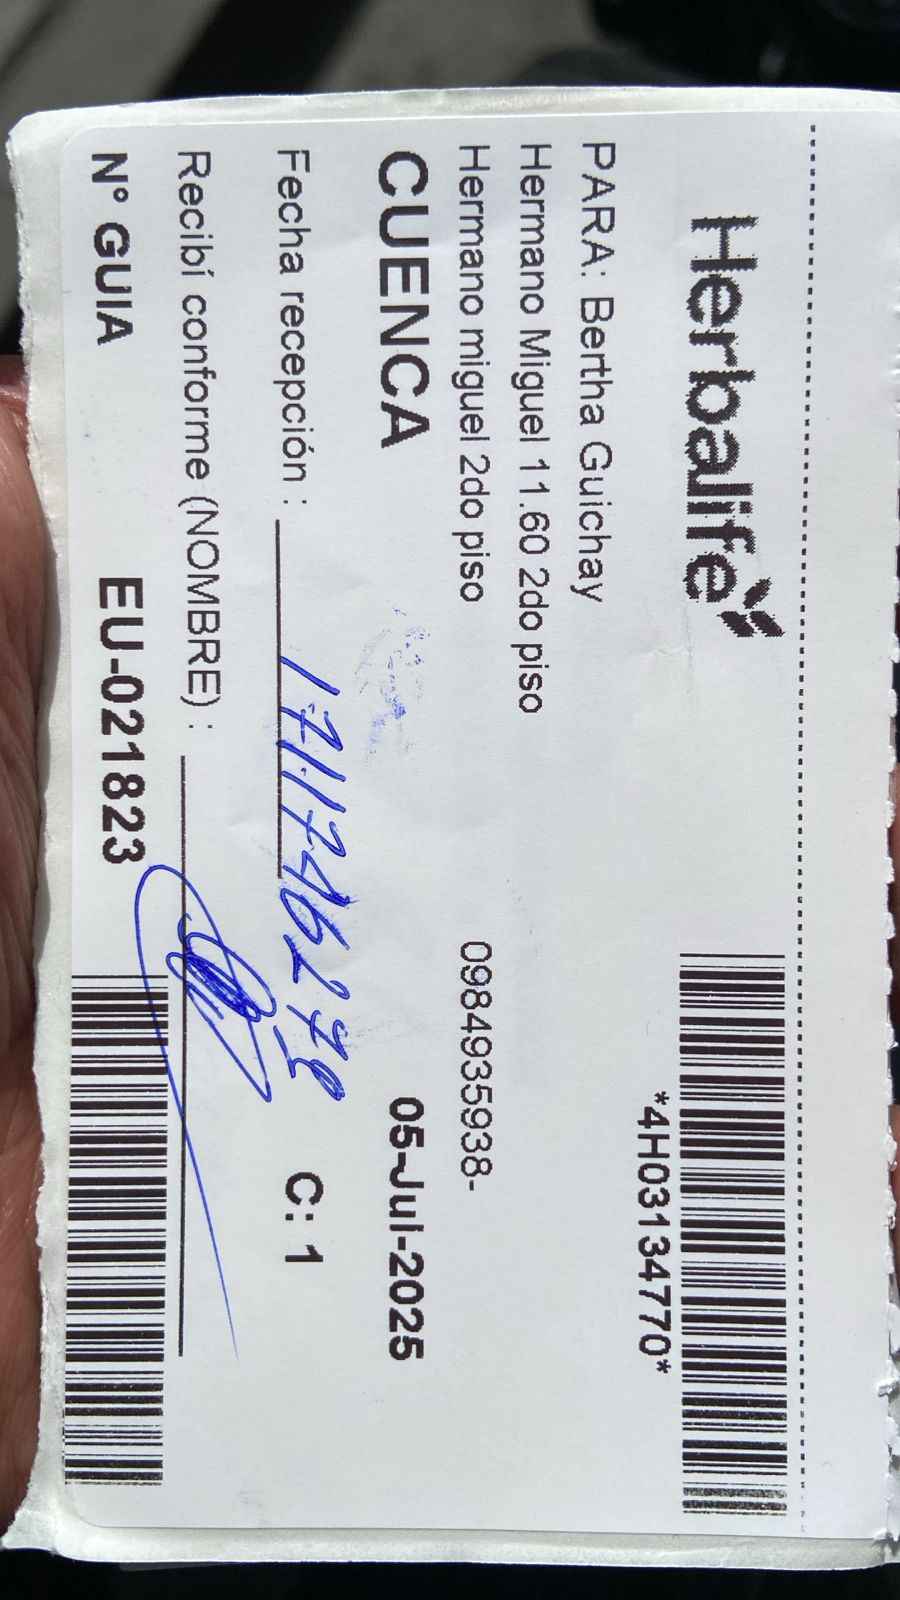 Herbalife
*4H03134770*
PARA: Bertha Guichay
Hermano Miguel 11.60 2do piso
Hermano miguel 2do piso 0984935938-
CUENCA 05-Jul-2025
Fecha recepción : C: 1
Recibí conforme (NOMBRE) :
N° GUIA EU-021823